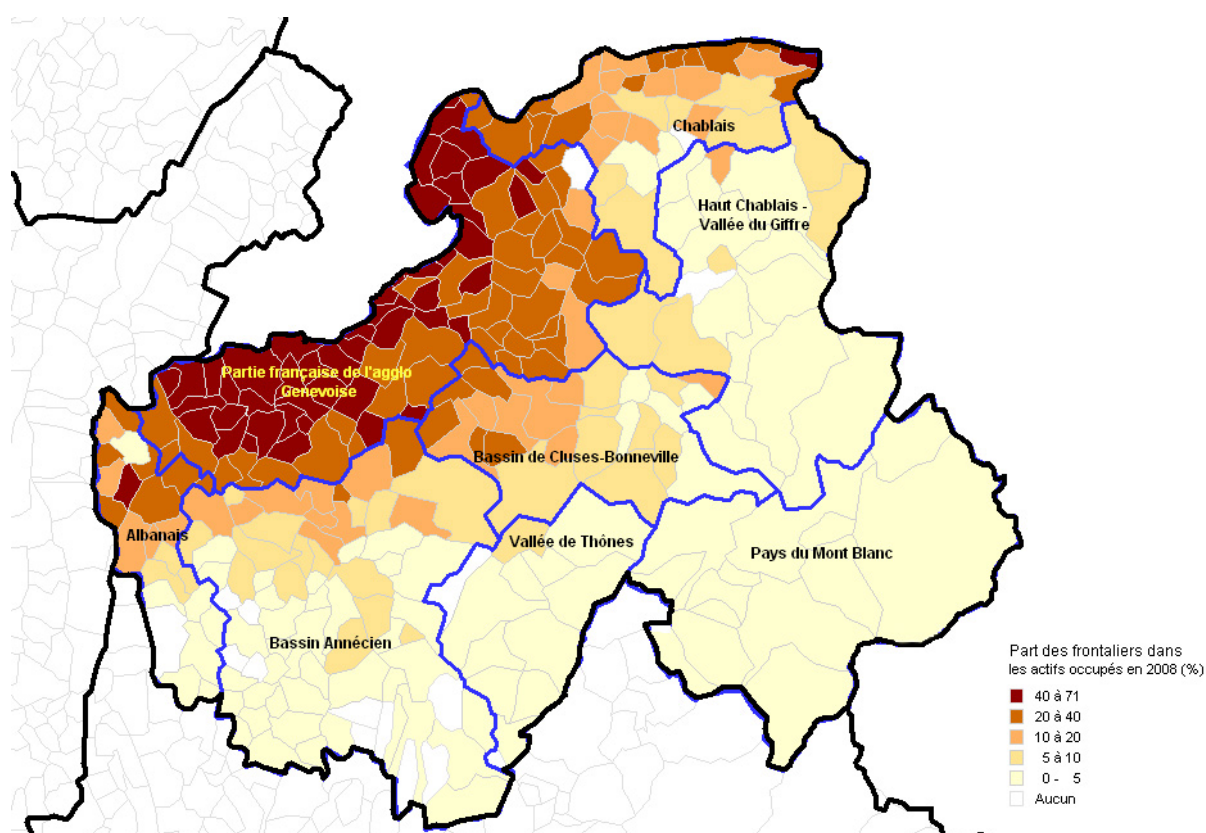 Chablais
Haut Chablais -
Vallée du Giffre
Partie française de l'agglo
Genevoise
Bassin de Cluses-Bonneville
Albanais
Vallée de Thônes
Pays du Mont Blanc
Bassin Annécien
Part des frontaliers dans
les actifs occupés en 2008 (%)
40 à 71
20 à 40
10 à 20
5 à 10
0 - 5
Aucun